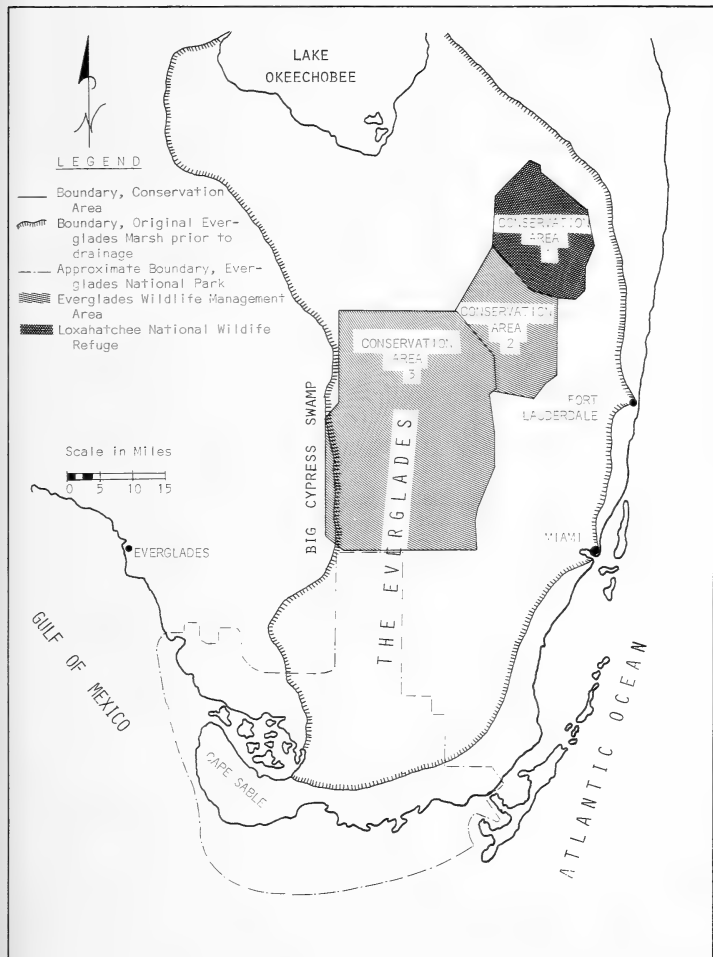 LAKE
OKEECHOBEE
N
LEGEND
Boundary, Conservation
Area
Boundary, Original Ever-
glades Marsh prior to
drainage
Approximate Boundary, Ever-
glades National Park
Everglades Wildlife Management
Area
Loxahatchee National Wildlife
Refuge
CONSERVATION
AREA
1
CONSERVATION
AREA
2
CONSERVATION
AREA
3
FORT
LAUDERDALE
BIG CYPRESS SWAMP
THE EVERGLADES
Scale in Miles
0 5 10 15
EVERGLADES
MIAMI
GULF OF MEXICO
CAPE SABLE
ATLANTIC OCEAN